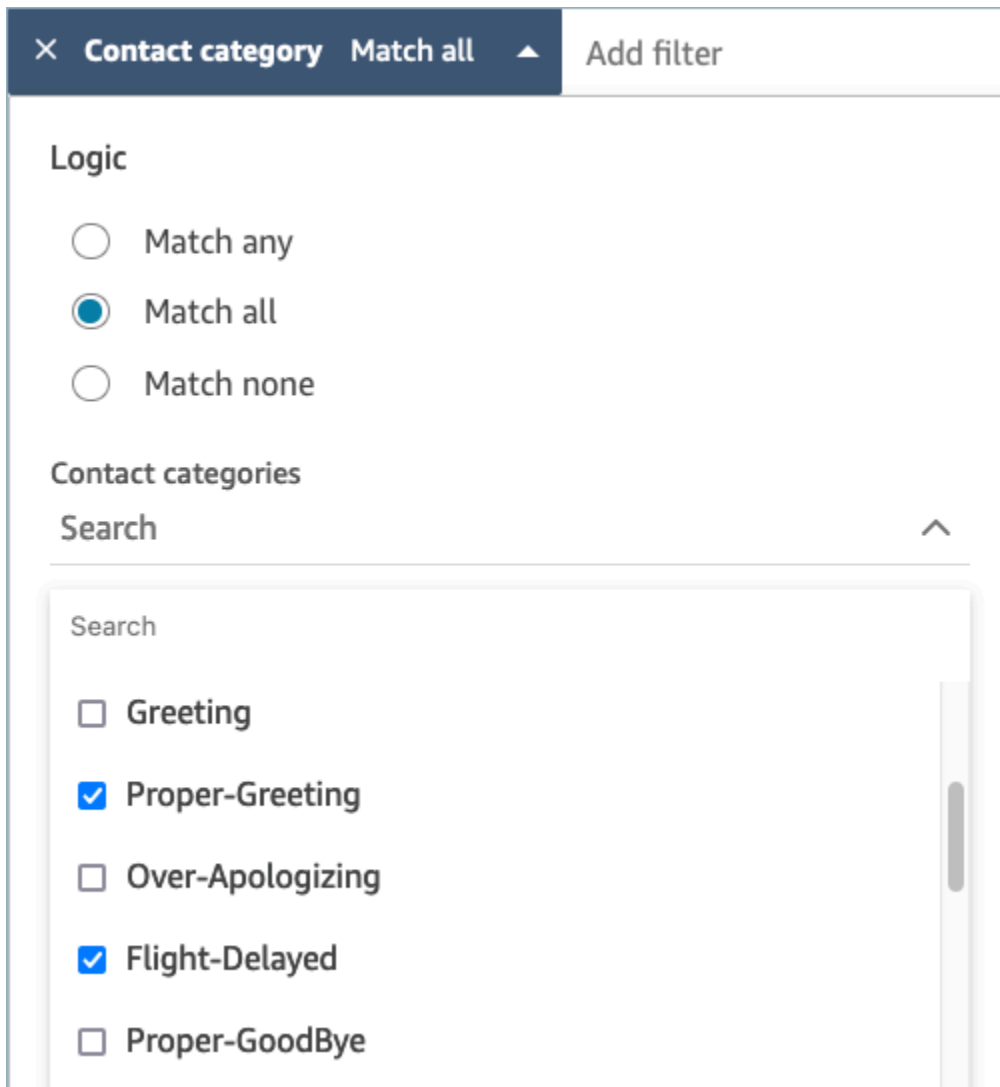 Contact category Match all Add filter
Logic
Match any
Match all
Match none
Contact categories
Search
Search
Greeting
Proper-Greeting
Over-Apologizing
Flight-Delayed
Proper-GoodBye